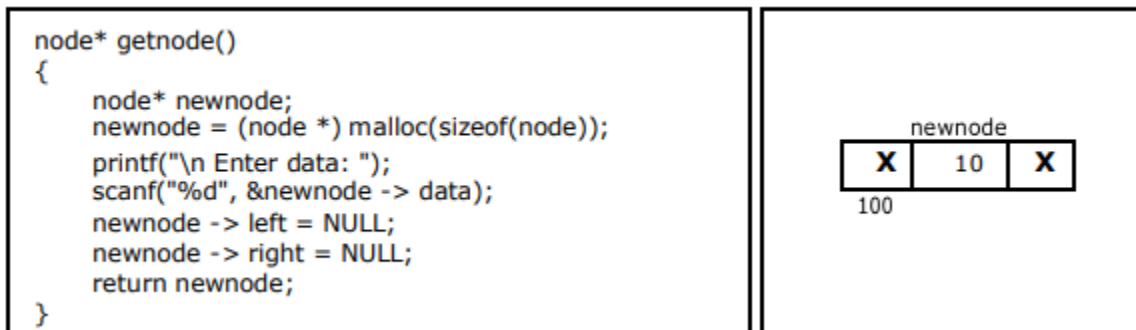 node* getnode()
{
node* newnode;
newnode = (node *) malloc(sizeof(node));
printf("\n Enter data: ");
scanf("%d", &newnode -> data);
newnode -> left = NULL;
newnode -> right = NULL;
return newnode;
}
newnode
X 10 X
100